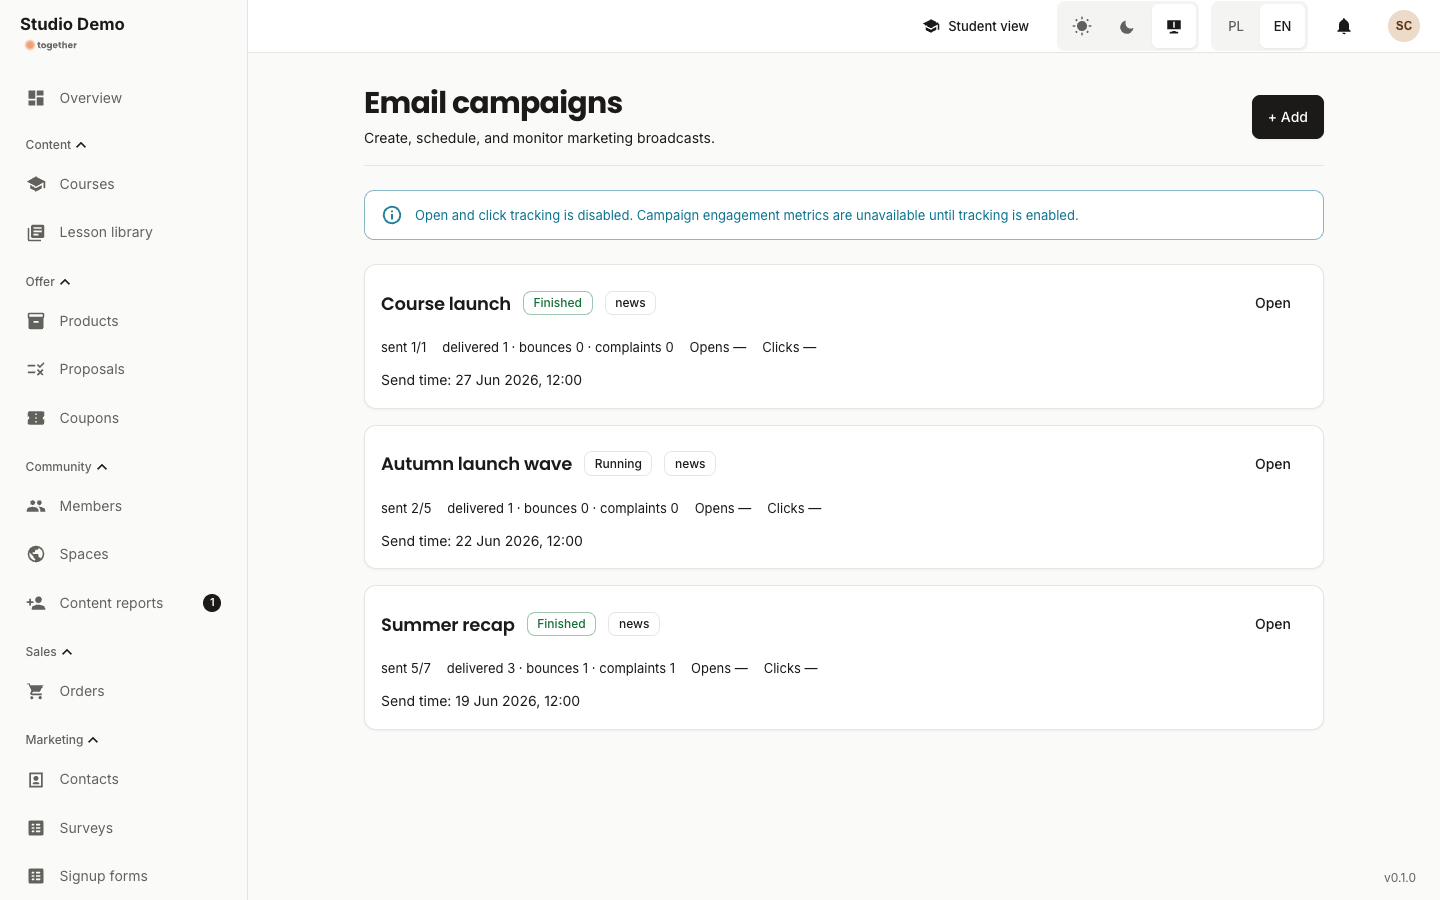 Studio Demo
together
Overview
Content
Courses
Lesson library
Offer
Products
Proposals
Coupons
Community
Members
Spaces
Content reports 1
Sales
Orders
Marketing
Contacts
Surveys
Signup forms
Student view
PL EN
SC
Email campaigns
Create, schedule, and monitor marketing broadcasts.
+ Add
Open and click tracking is disabled. Campaign engagement metrics are unavailable until tracking is enabled.
Course launch Finished news Open
sent 1/1 delivered 1 · bounces 0 · complaints 0 Opens — Clicks —
Send time: 27 Jun 2026, 12:00
Autumn launch wave Running news Open
sent 2/5 delivered 1 · bounces 0 · complaints 0 Opens — Clicks —
Send time: 22 Jun 2026, 12:00
Summer recap Finished news Open
sent 5/7 delivered 3 · bounces 1 · complaints 1 Opens — Clicks —
Send time: 19 Jun 2026, 12:00
v0.1.0